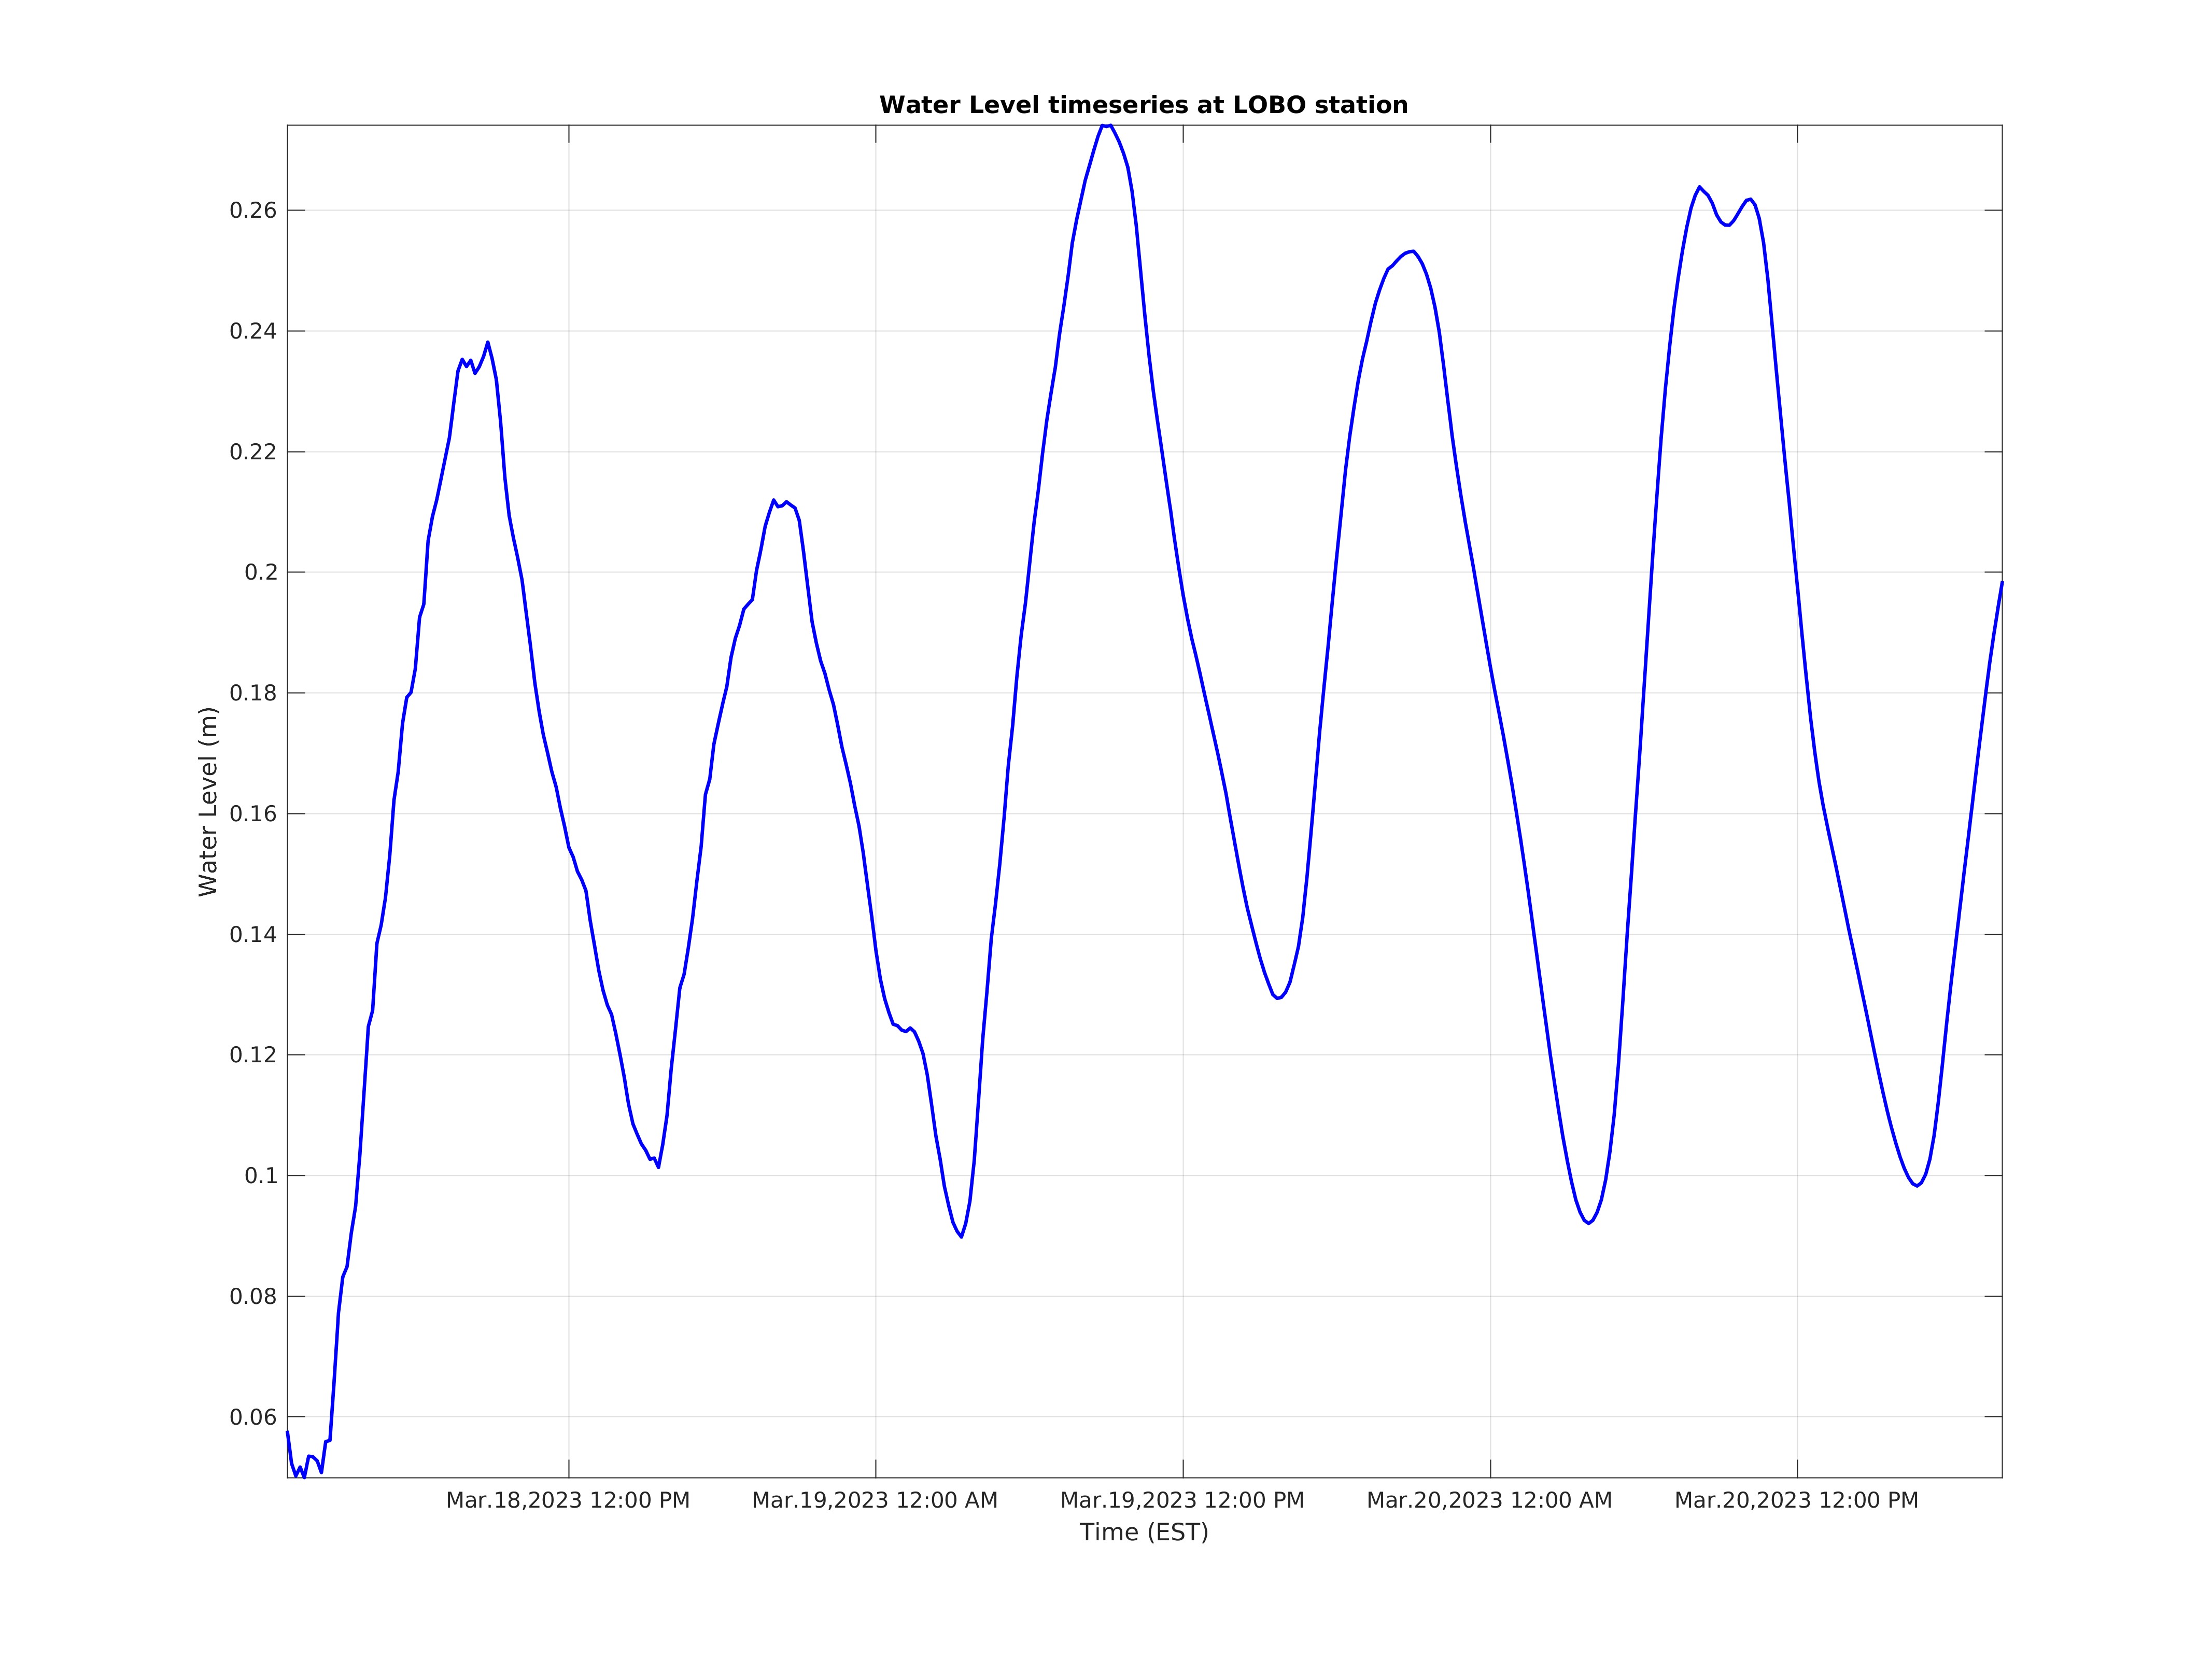 Water Level timeseries at LOBO station
0.26
0.24
0.22
0.2
0.18
0.16
0.14
0.12
0.1
0.08
0.06
Water Level (m)
Mar.18,2023 12:00 PM
Mar.19,2023 12:00 AM
Mar.19,2023 12:00 PM
Mar.20,2023 12:00 AM
Mar.20,2023 12:00 PM
Time (EST)